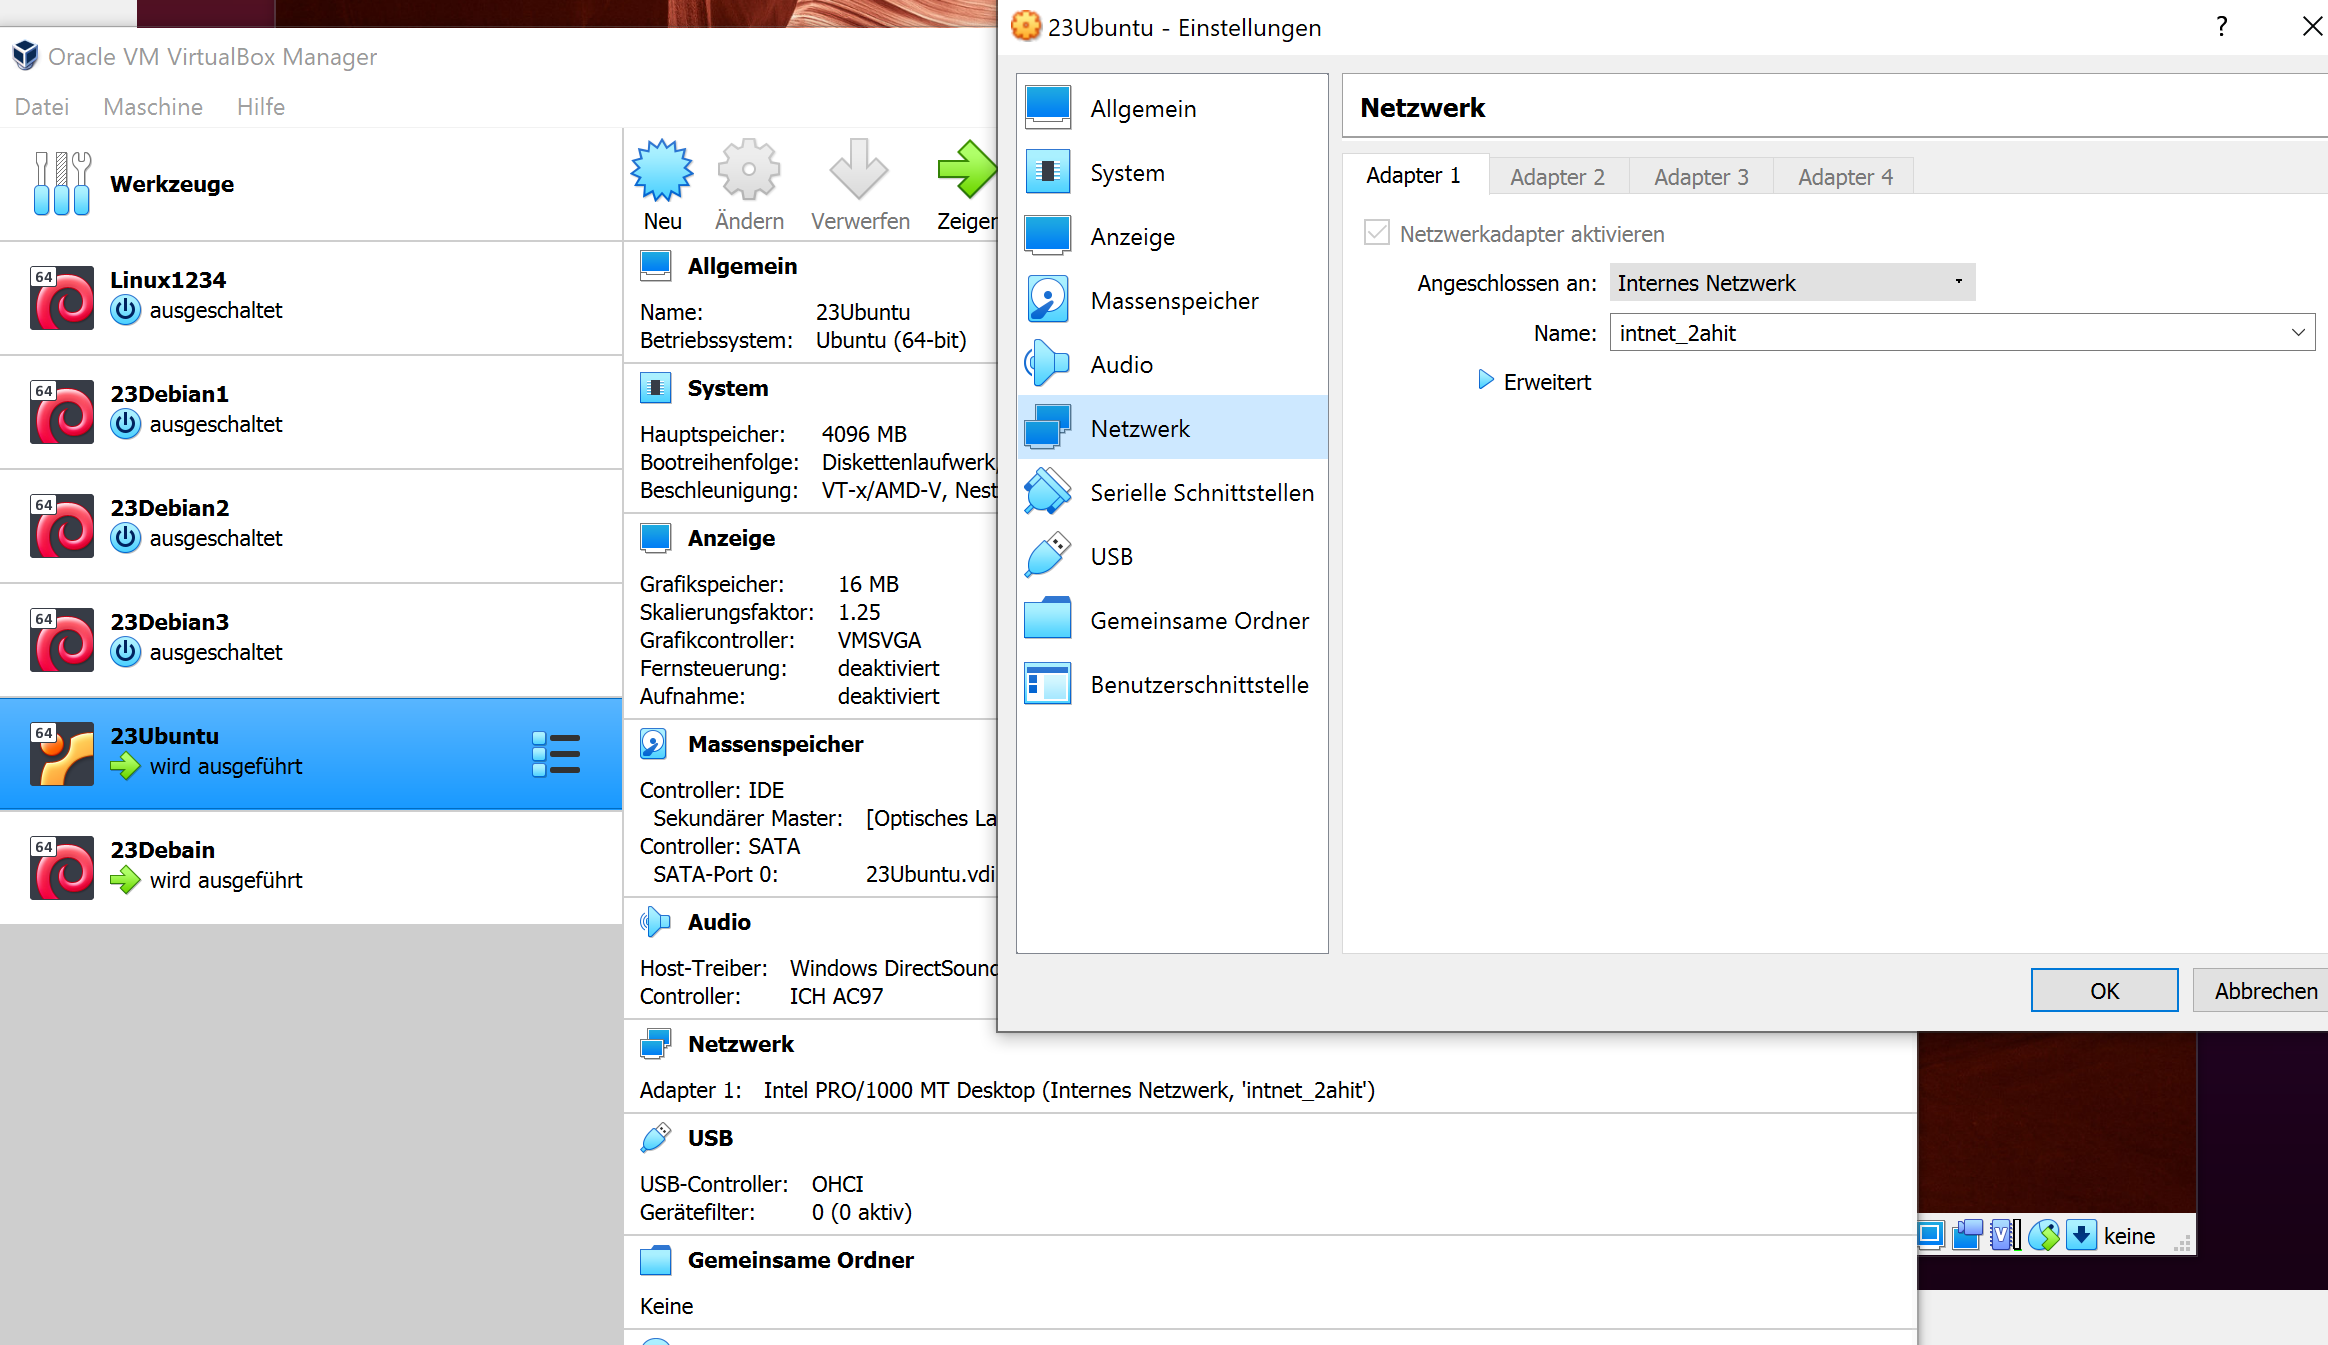 Oracle VM VirtualBox Manager
Datei Maschine Hilfe
Werkzeuge
64
Linux1234
ausgeschaltet
64
23Debian1
ausgeschaltet
64
23Debian2
ausgeschaltet
64
23Debian3
ausgeschaltet
64
23Ubuntu
wird ausgeführt
64
23Debain
wird ausgeführt
Neu Ändern Verwerfen Zeiger
Allgemein
Name: 23Ubuntu
Betriebssystem: Ubuntu (64-bit)
System
Hauptspeicher: 4096 MB
Bootreihenfolge: Diskettenlaufwerk,
Beschleunigung: VT-x/AMD-V, Nest
Anzeige
Grafikspeicher: 16 MB
Skalierungsfaktor: 1.25
Grafikcontroller: VMSVGA
Fernsteuerung: deaktiviert
Aufnahme: deaktiviert
Massenspeicher
Controller: IDE
Sekundärer Master: [Optisches La
Controller: SATA
SATA-Port 0: 23Ubuntu.vdi
Audio
Host-Treiber: Windows DirectSound
Controller: ICH AC97
Netzwerk
Adapter 1: Intel PRO/1000 MT Desktop (Internes Netzwerk, 'intnet_2ahit')
USB
USB-Controller: OHCI
Gerätefilter: 0 (0 aktiv)
Gemeinsame Ordner
Keine
23Ubuntu - Einstellungen
?
Allgemein
System
Anzeige
Massenspeicher
Audio
Netzwerk
Serielle Schnittstellen
USB
Gemeinsame Ordner
Benutzerschnittstelle
Netzwerk
Adapter 1 Adapter 2 Adapter 3 Adapter 4
Netzwerkadapter aktivieren
Angeschlossen an: Internes Netzwerk
Name: intnet_2ahit
Erweitert
OK Abbrechen
V
keine